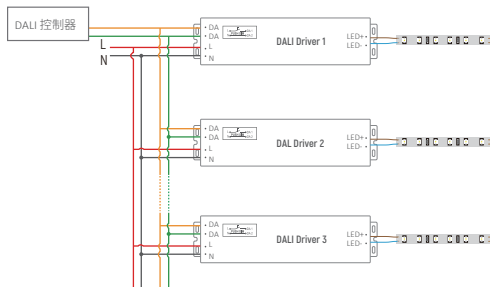 DALI 控制器
L
N
DA
DA
L
N
DALI Driver 1
LED+
LED-
DA
DA
L
N
DAL Driver 2
LED+
LED-
DA
DA
L
N
DALI Driver 3
LED+
LED-